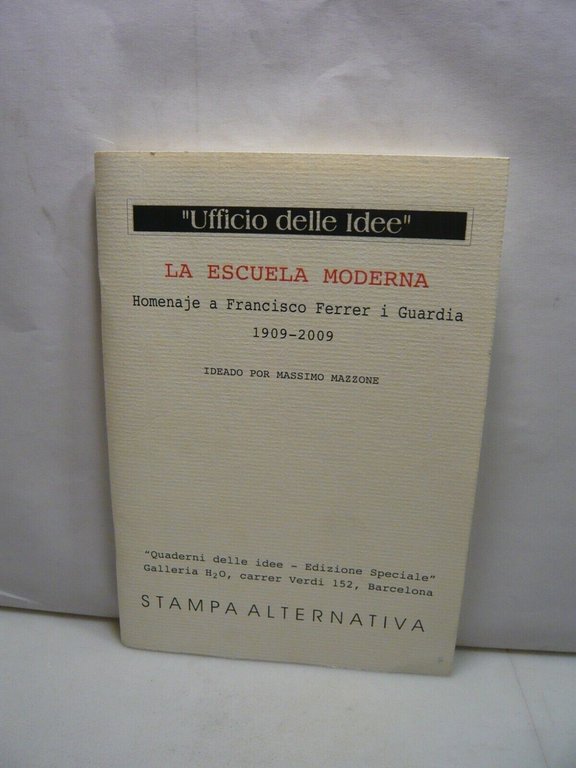 "Ufficio delle Idee"
LA ESCUELA MODERNA
Homenaje a Francisco Ferrer i Guardia
1909-2009
IDEADO POR MASSIMO MAZZONE
"Quaderni delle idee - Edizione Speciale"
Galleria H₂O, carrer Verdi 152, Barcelona
STAMPA ALTERNATIVA